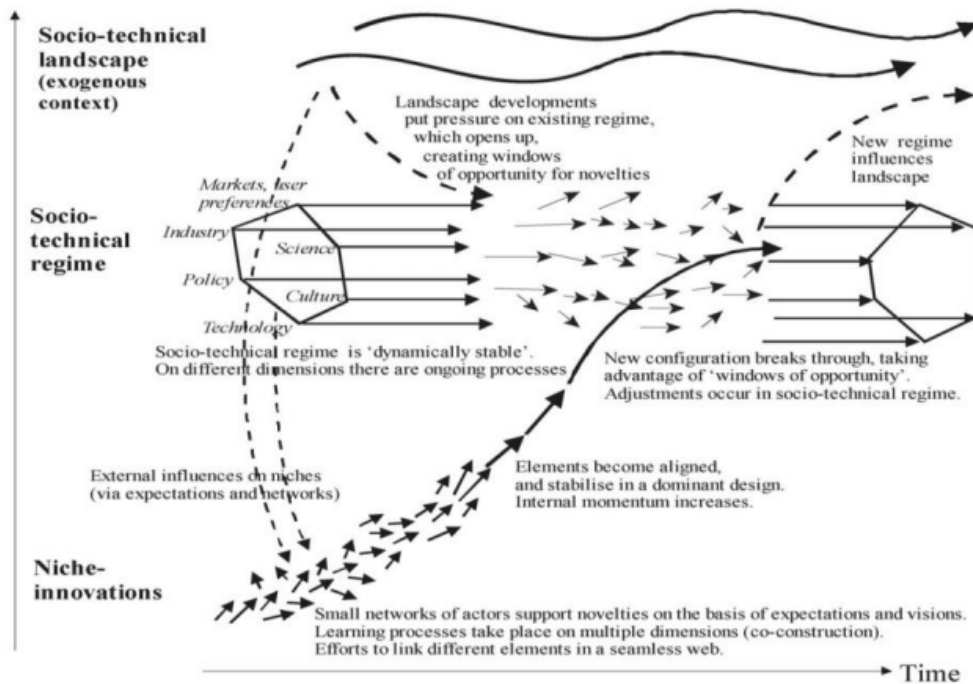 Socio-technical
landscape
(exogenous
context)
Landscape developments
put pressure on existing regime,
which opens up,
creating windows
of opportunity for novelties
New regime
influences
landscape
Socio-
technical
regime
Markets, user
preferences
Industry
Science
Policy
Culture
Technology
Socio-technical regime is ‘dynamically stable’.
On different dimensions there are ongoing processes
New configuration breaks through, taking
advantage of ‘windows of opportunity’.
Adjustments occur in socio-technical regime.
External influences on niches
(via expectations and networks)
Elements become aligned,
and stabilise in a dominant design.
Internal momentum increases.
Niche-
innovations
Small networks of actors support novelties on the basis of expectations and visions.
Learning processes take place on multiple dimensions (co-construction).
Efforts to link different elements in a seamless web.
Time